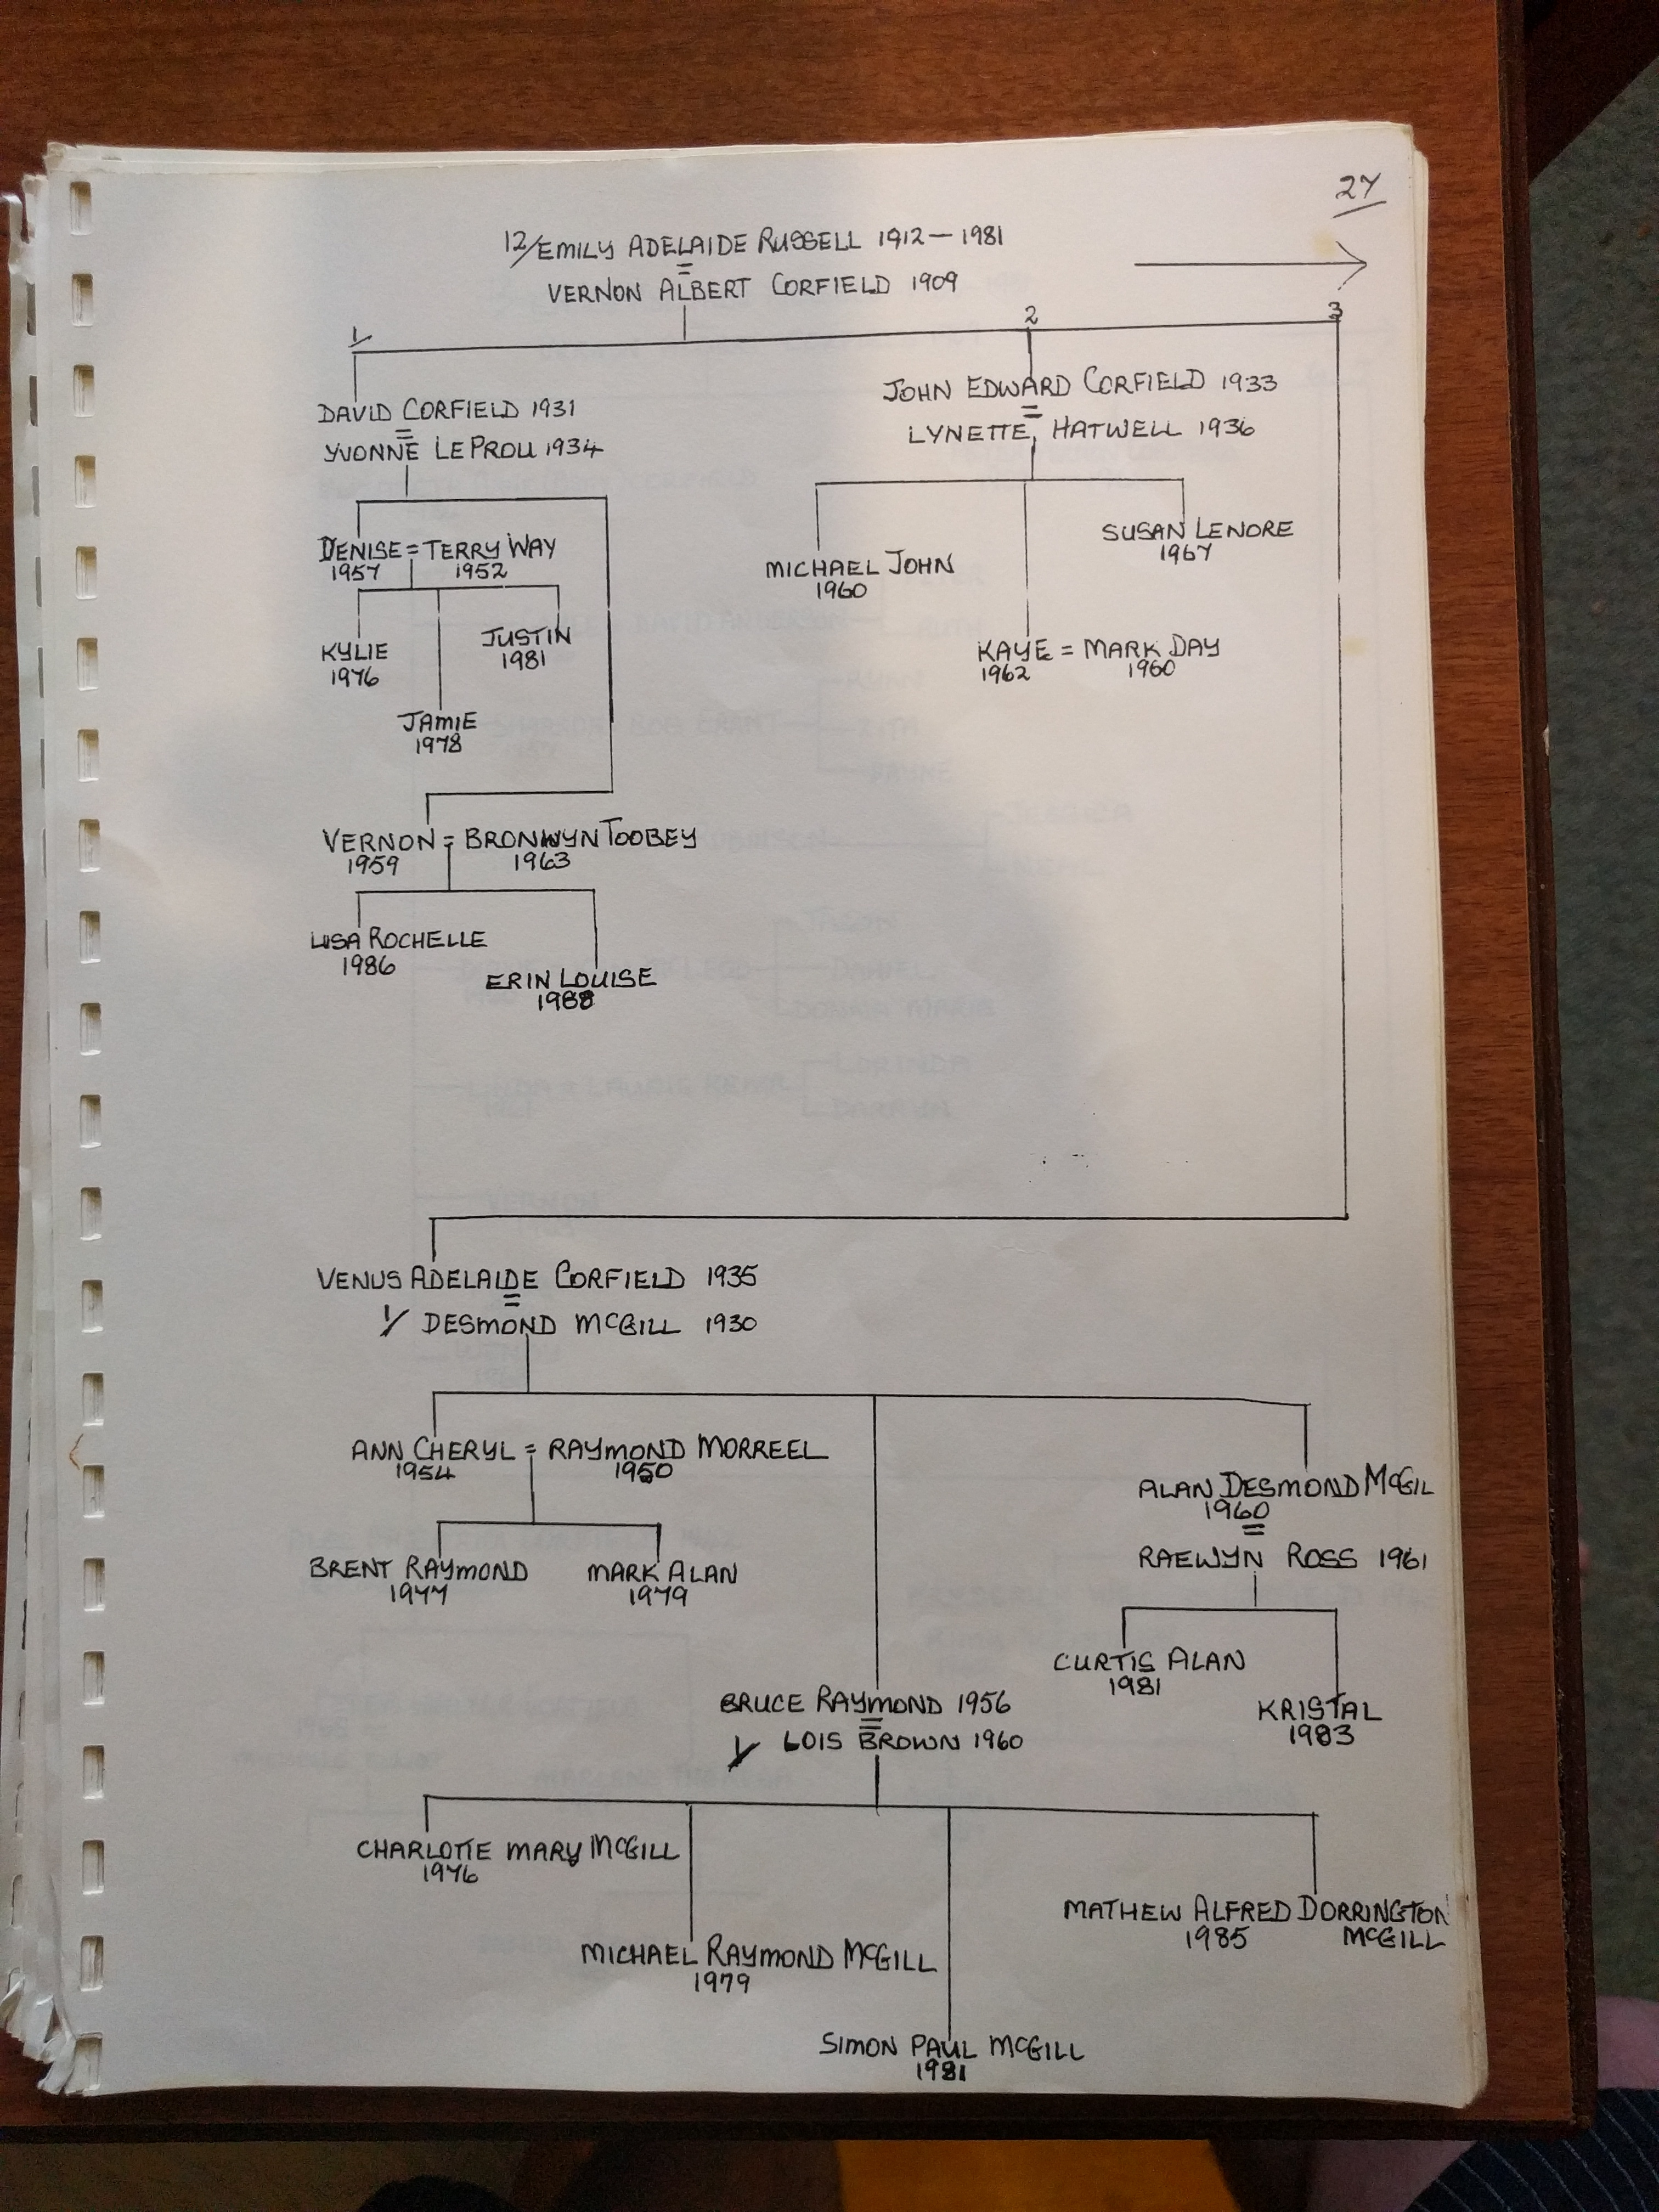 27
12/EMILY ADELAIDE RUSSELL 1912 — 1981
=
VERNON ALBERT CORFIELD 1909
1/
2
3
DAVID CORFIELD 1931
=
YVONNE LE PROU 1934
JOHN EDWARD CORFIELD 1933
=
LYNETTE HATWELL 1936
DENISE = TERRY WAY
1957 1952
KYLIE
1976
JUSTIN
1981
JAMIE
1978
MICHAEL JOHN
1960
SUSAN LENORE
1967
KAYE = MARK DAY
1962 1960
VERNON = BRONWYN TOOBEY
1959 1963
LISA ROCHELLE
1986
ERIN LOUISE
1988
VENUS ADELAIDE CORFIELD 1935
=
1/ DESMOND McGILL 1930
ANN CHERYL = RAYMOND MORREEL
1954 1950
BRENT RAYMOND
1977
MARK ALAN
1979
ALAN DESMOND McGIL
1960
=
RAEWYN ROSS 1961
CURTIS ALAN
1981
KRISTAL
1983
BRUCE RAYMOND 1956
=
1/ LOIS BROWN 1960
CHARLOTTE MARY McGILL
1976
MICHAEL RAYMOND McGILL
1979
SIMON PAUL McGILL
1981
MATHEW ALFRED DORRINGTON
1985 McGILL